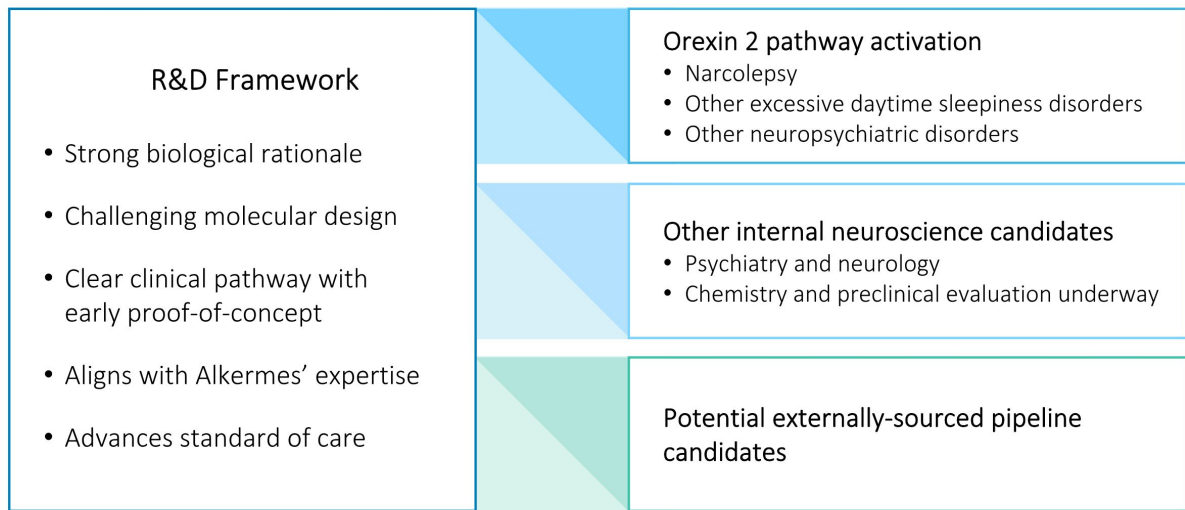 R&D Framework
• Strong biological rationale
• Challenging molecular design
• Clear clinical pathway with
early proof-of-concept
• Aligns with Alkermes’ expertise
• Advances standard of care
Orexin 2 pathway activation
• Narcolepsy
• Other excessive daytime sleepiness disorders
• Other neuropsychiatric disorders
Other internal neuroscience candidates
• Psychiatry and neurology
• Chemistry and preclinical evaluation underway
Potential externally-sourced pipeline
candidates